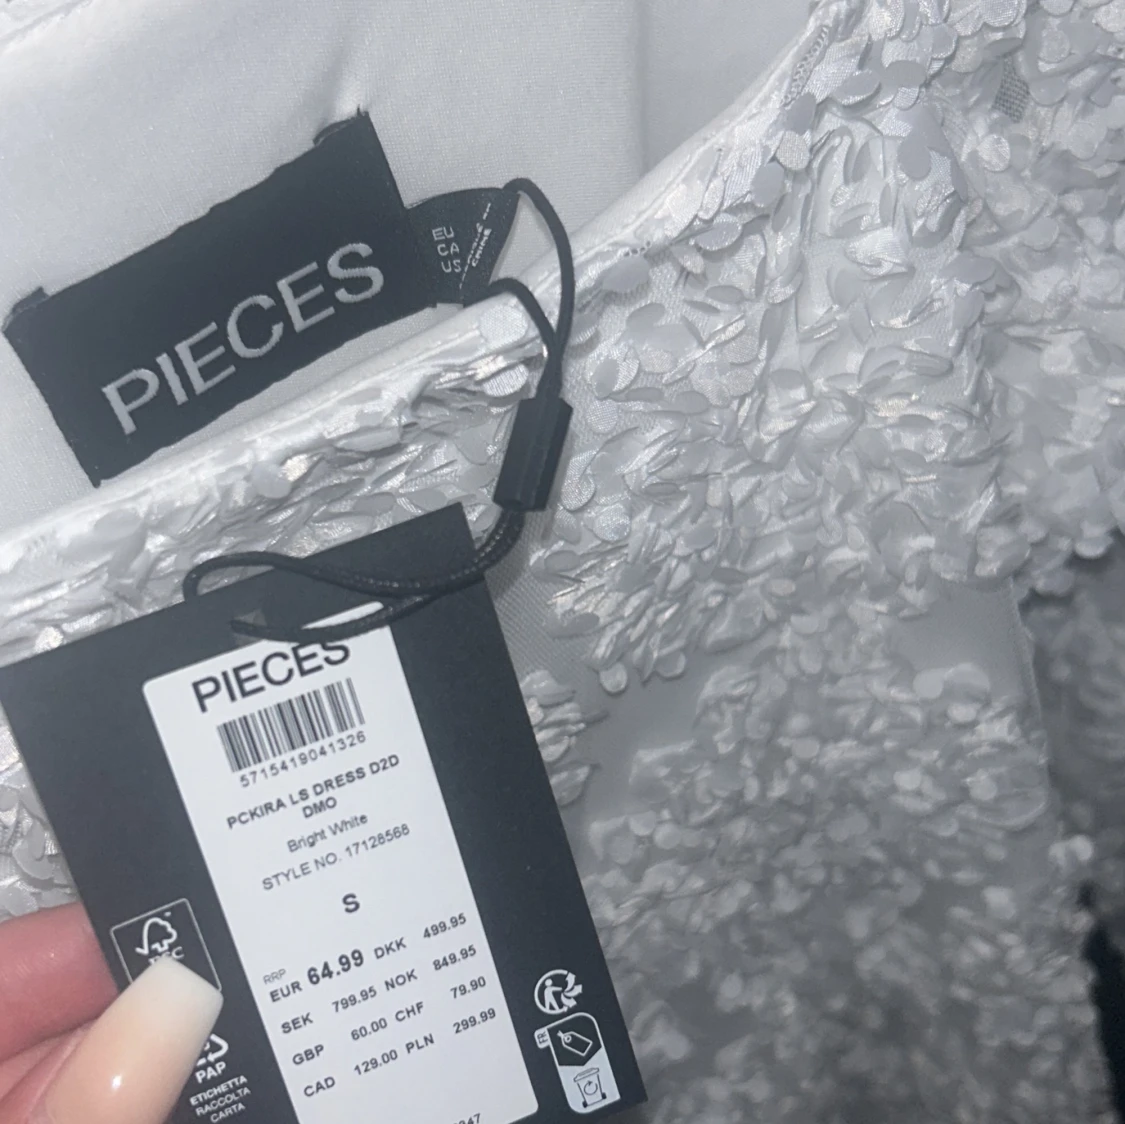 PIECES
EU
CA
US
PIECES
5715419041326
PCKIRA LS DRESS D2D
DMO
Bright White
STYLE NO. 17128568
S
RRP
EUR 64.99 DKK 499.95
SEK 799.95 NOK 849.95
GBP 60.00 CHF 79.90
CAD 129.00 PLN 299.99
PAP
ETICHETTA
RACCOLTA
CARTA
FR